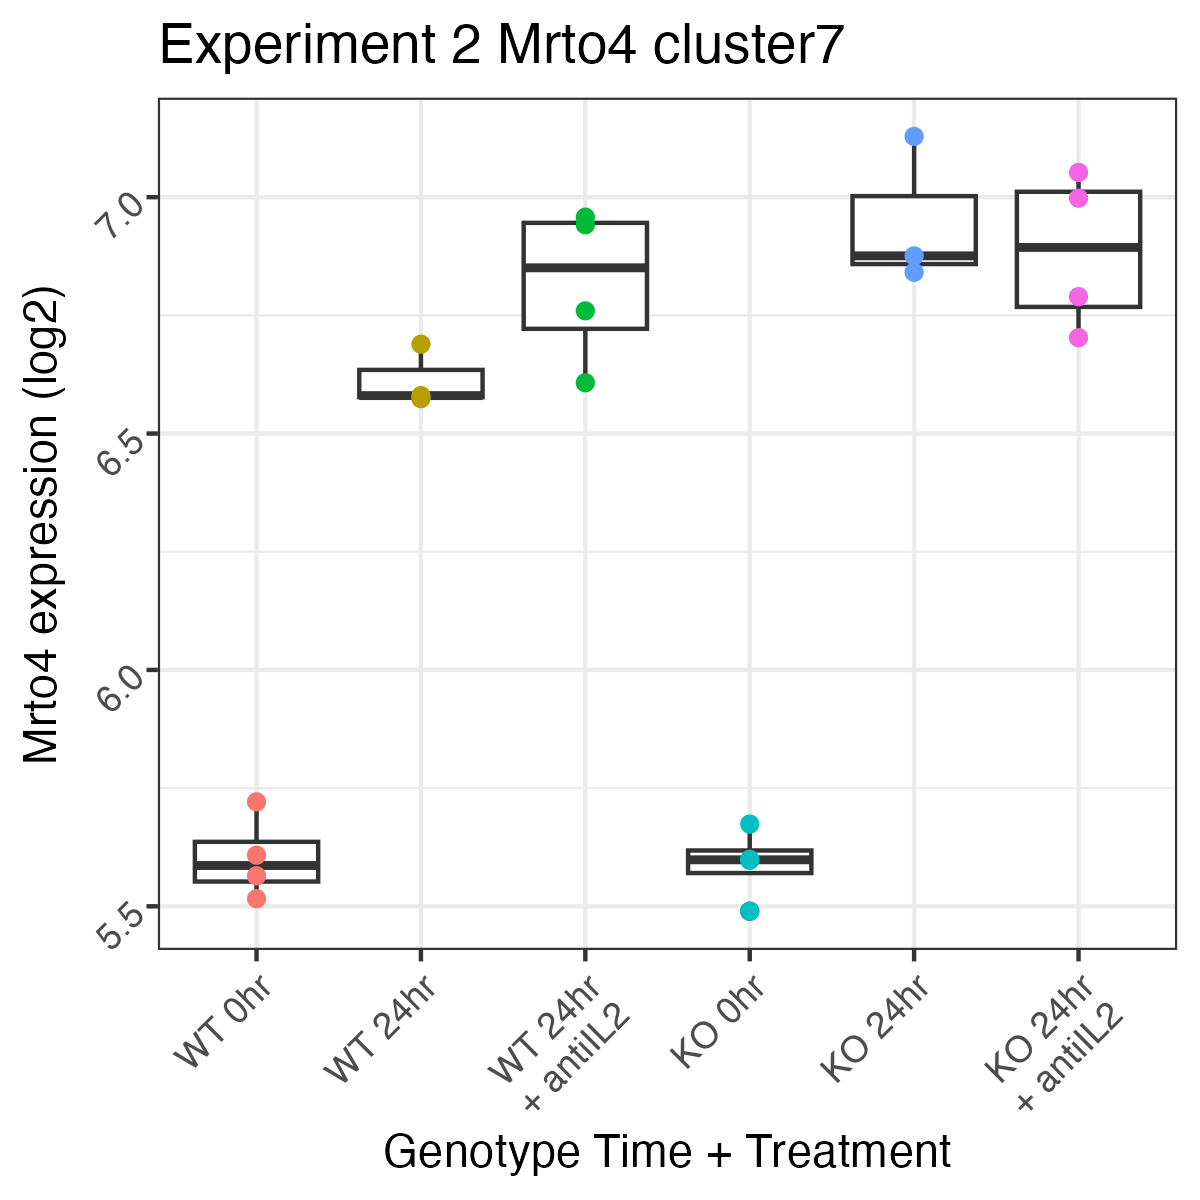 Experiment 2 Mrto4 cluster7
Mrto4 expression (log2)
7.0
6.5
6.0
5.5
WT 0hr
WT 24hr
WT 24hr
+ antiIL2
KO 0hr
KO 24hr
KO 24hr
+ antiIL2
Genotype Time + Treatment